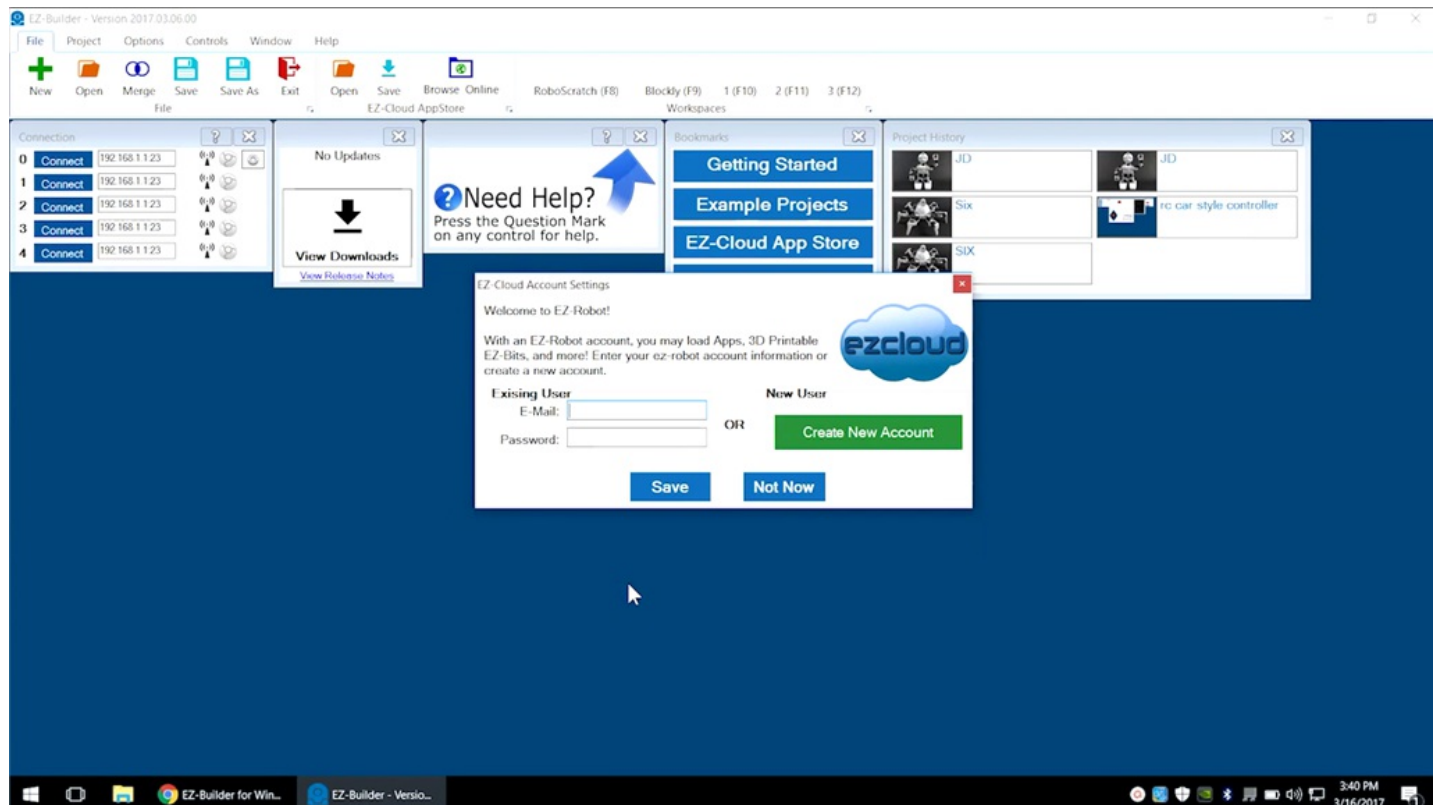 EZ-Builder - Version 2017.03.06.00
File Project Options Controls Window Help
New Open Merge Save Save As Exit Open Save Browse Online RoboScratch (F8) Blockly (F9) 1 (F10) 2 (F11) 3 (F12)
File EZ-Cloud AppStore Workspaces
Connection
0 Connect 192.168.1.1:23
1 Connect 192.168.1.1:23
2 Connect 192.168.1.1:23
3 Connect 192.168.1.1:23
4 Connect 192.168.1.1:23
No Updates
View Downloads
View Release Notes
Need Help?
Press the Question Mark
on any control for help.
Bookmarks
Getting Started
Example Projects
EZ-Cloud App Store
Project History
JD JD
Six rc car style controller
SIX
EZ-Cloud Account Settings
Welcome to EZ-Robot!
With an EZ-Robot account, you may load Apps, 3D Printable
EZ-Bits, and more! Enter your ez-robot account information or
create a new account.
ezcloud
Exising User New User
E-Mail:
OR
Create New Account
Password:
Save Not Now
EZ-Builder for Win... EZ-Builder - Versio...
3:40 PM
3/16/2017